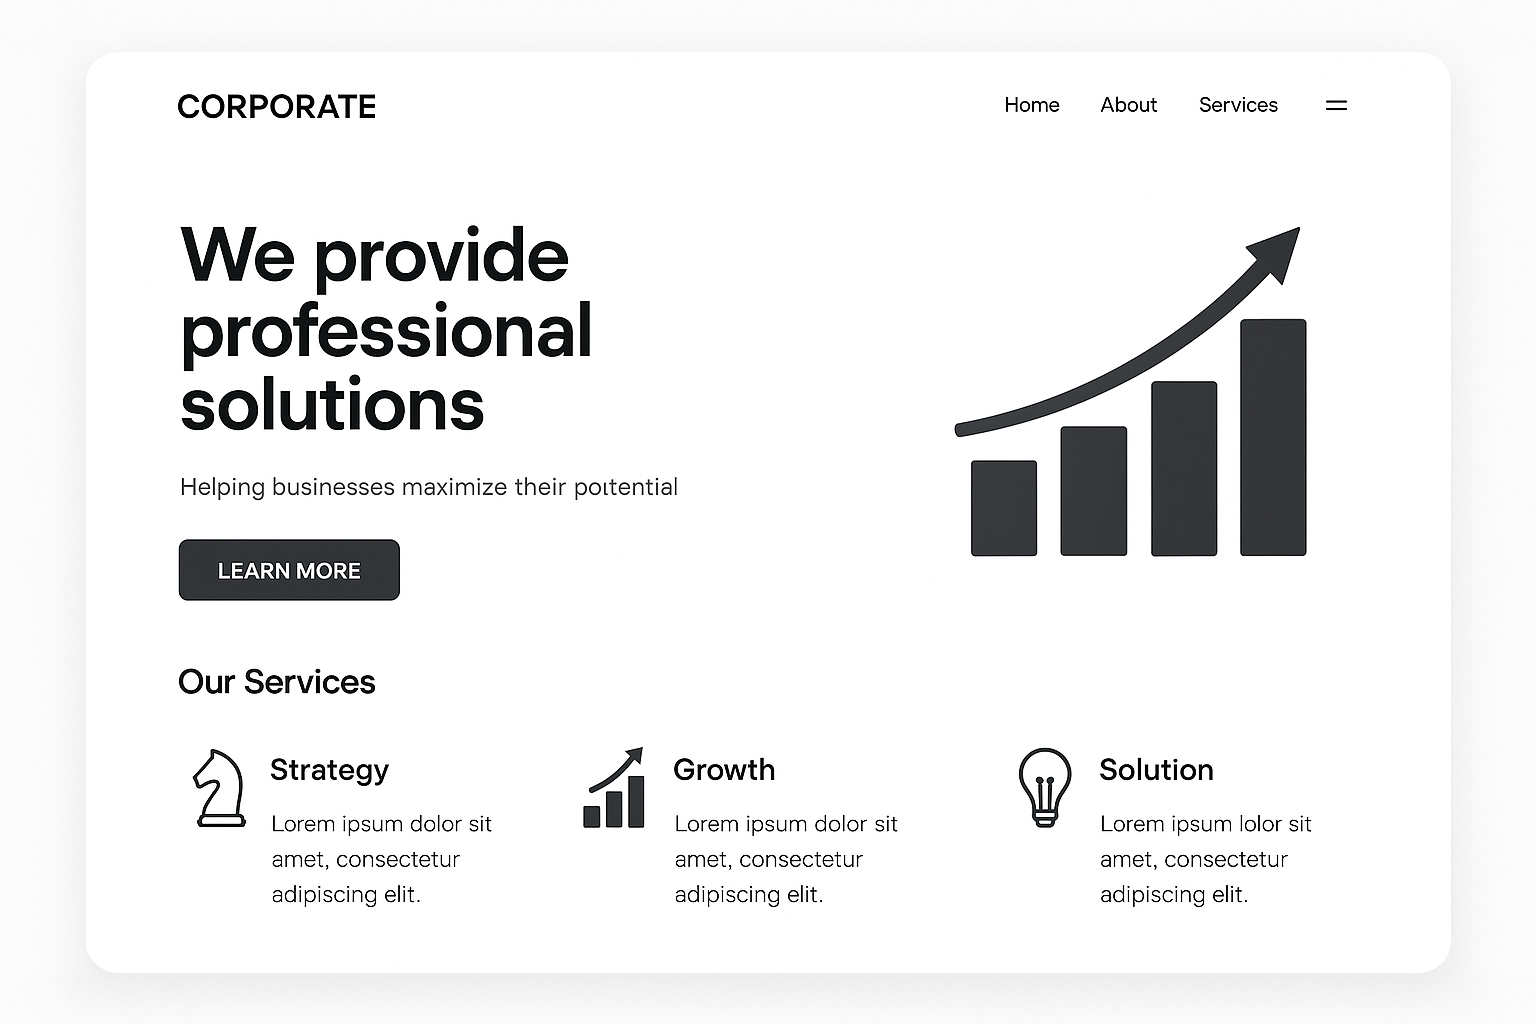 CORPORATE
Home About Services
We provide
professional
solutions
Helping businesses maximize their poıtential
LEARN MORE
Our Services
Strategy
Lorem ipsum dolor sit
amet, consectetur
adipiscing elit.
Growth
Lorem ipsum dolor sit
amet, consectetur
adipiscing elit.
Solution
Lorem ipsum lolor sit
amet, consectetur
adipiscing elit.